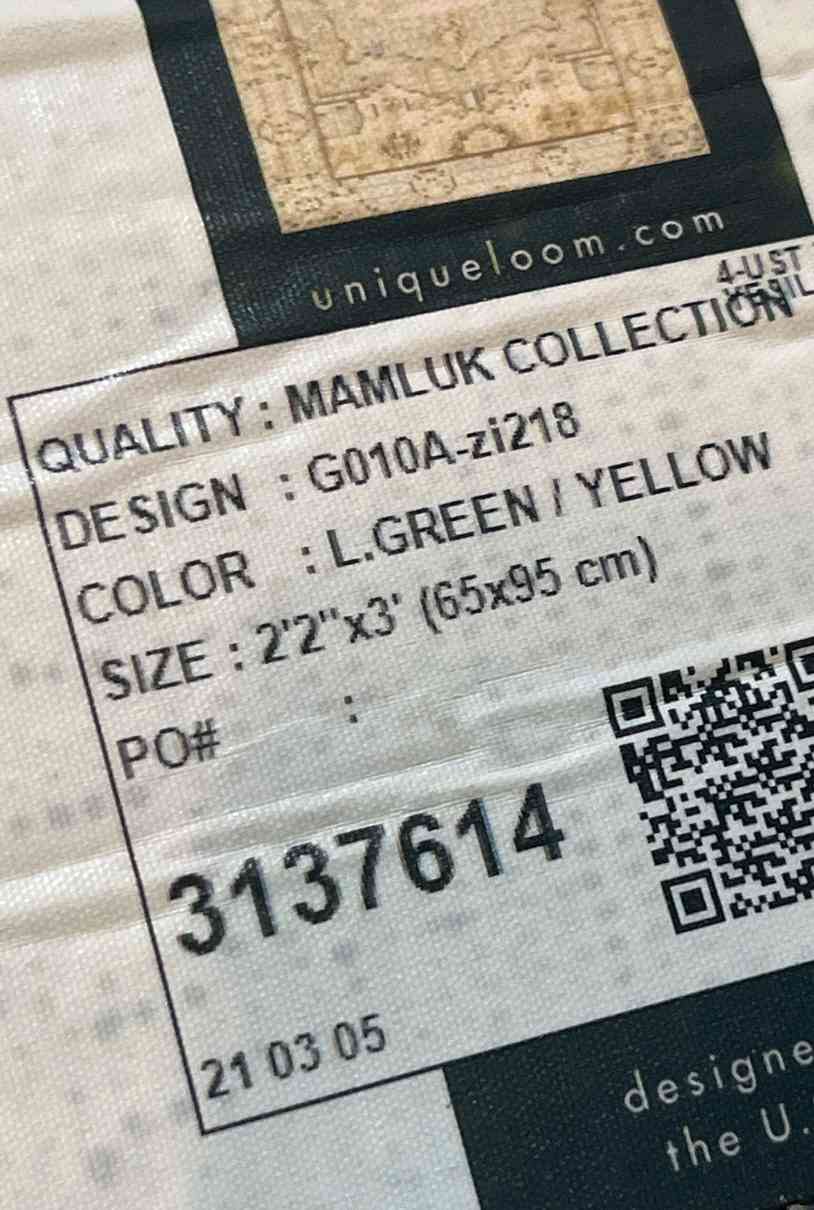 uniqueloom.com
4-UST
QUALITY : MAMLUK COLLECTION
DESIGN : G010A-zi218
COLOR : L.GREEN / YELLOW
SIZE : 2'2"x3' (65x95 cm)
PO# :
3137614
21 03 05
designe
the U.